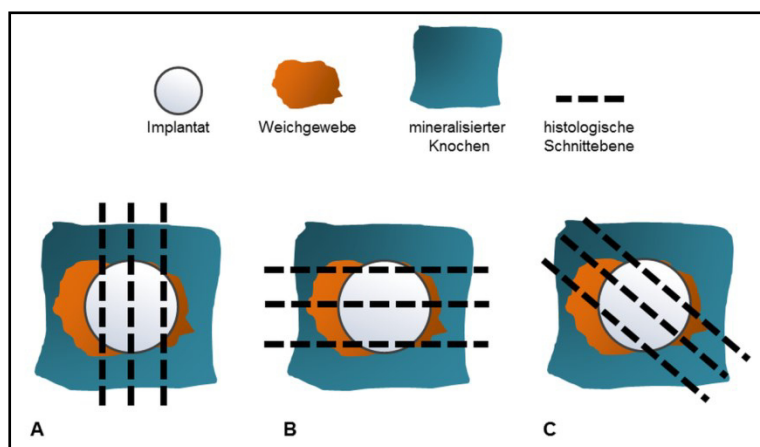 Implantat
Weichgewebe
mineralisierter
Knochen
histologische
Schnittebene
A
B
C